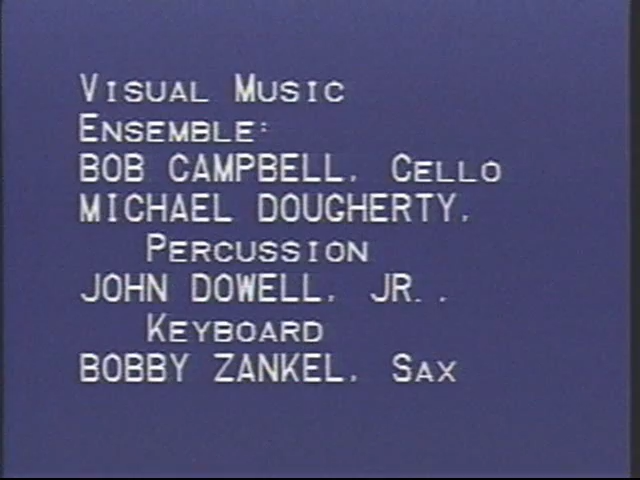 Visual Music
Ensemble:
BOB CAMPBELL, Cello
MICHAEL DOUGHERTY,
Percussion
JOHN DOWELL, JR.,
Keyboard
BOBBY ZANKEL, Sax